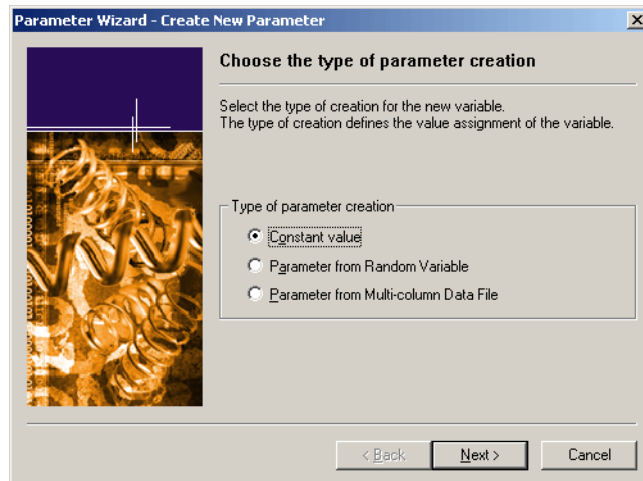 Parameter Wizard - Create New Parameter
Choose the type of parameter creation
Select the type of creation for the new variable.
The type of creation defines the value assignment of the variable.
Type of parameter creation
Constant value
Parameter from Random Variable
Parameter from Multi-column Data File
< Back
Next >
Cancel